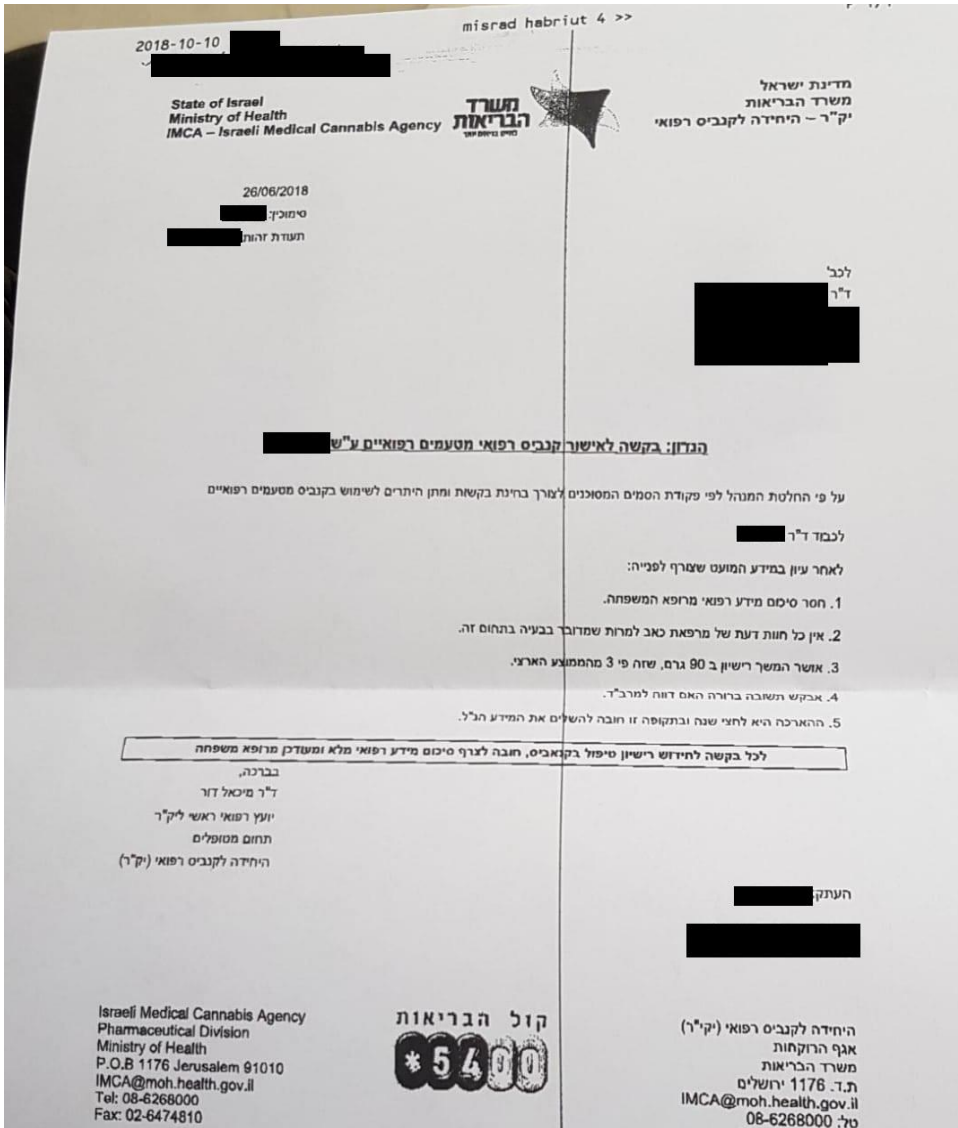 misrad habriut 4 >>
2018-10-10
State of Israel
Ministry of Health
IMCA – Israeli Medical Cannabis Agency
משרד
הבריאות
מדינת ישראל
משרד הבריאות
יק"ר – היחידה לקנביס רפואי
26/06/2018
סימוכין:
תעודת זהות
לכב'
ד"ר
הנדון: בקשה לאישור קנביס רפואי מטעמים רפואיים ע"ש
על פי החלטת המנהל לפי פקודת הסמים המסוכנים לצורך בחינת בקשות ומתן היתרים לשימוש בקנביס מטעמים רפואיים
לכבוד ד"ר
לאחר עיון במידע המועט שצורף לפנייה:
1. חסר סיכום מידע רפואי מרופא המשפחה.
2. אין כל חוות דעת של מרפאת כאב למרות שמדובר בבעיה בתחום זה.
3. אושר המשך רישיון ב 90 גרם, שזה פי 3 מהממוצע הארצי.
4. אבקש תשובה ברורה האם דווח למרב"ד.
5. ההארכה היא לחצי שנה ובתקופה זו חובה להשלים את המידע הנ"ל.
לכל בקשה לחידוש רישיון טיפול בקנאביס, חובה לצרף סיכום מידע רפואי מלא ומעודכן מרופא משפחה
בברכה,
ד"ר מיכאל דור
יועץ רפואי ראשי ליק"ר
תחום מטופלים
היחידה לקנביס רפואי (יק"ר)
העתק:
Israeli Medical Cannabis Agency
Pharmaceutical Division
Ministry of Health
P.O.B 1176 Jerusalem 91010
IMCA@moh.health.gov.il
Tel: 08-6268000
Fax: 02-6474810
קול הבריאות
*5400
היחידה לקנביס רפואי (יקי"ר)
אגף הרוקחות
משרד הבריאות
ת.ד. 1176 ירושלים
IMCA@moh.health.gov.il
טל: 08-6268000